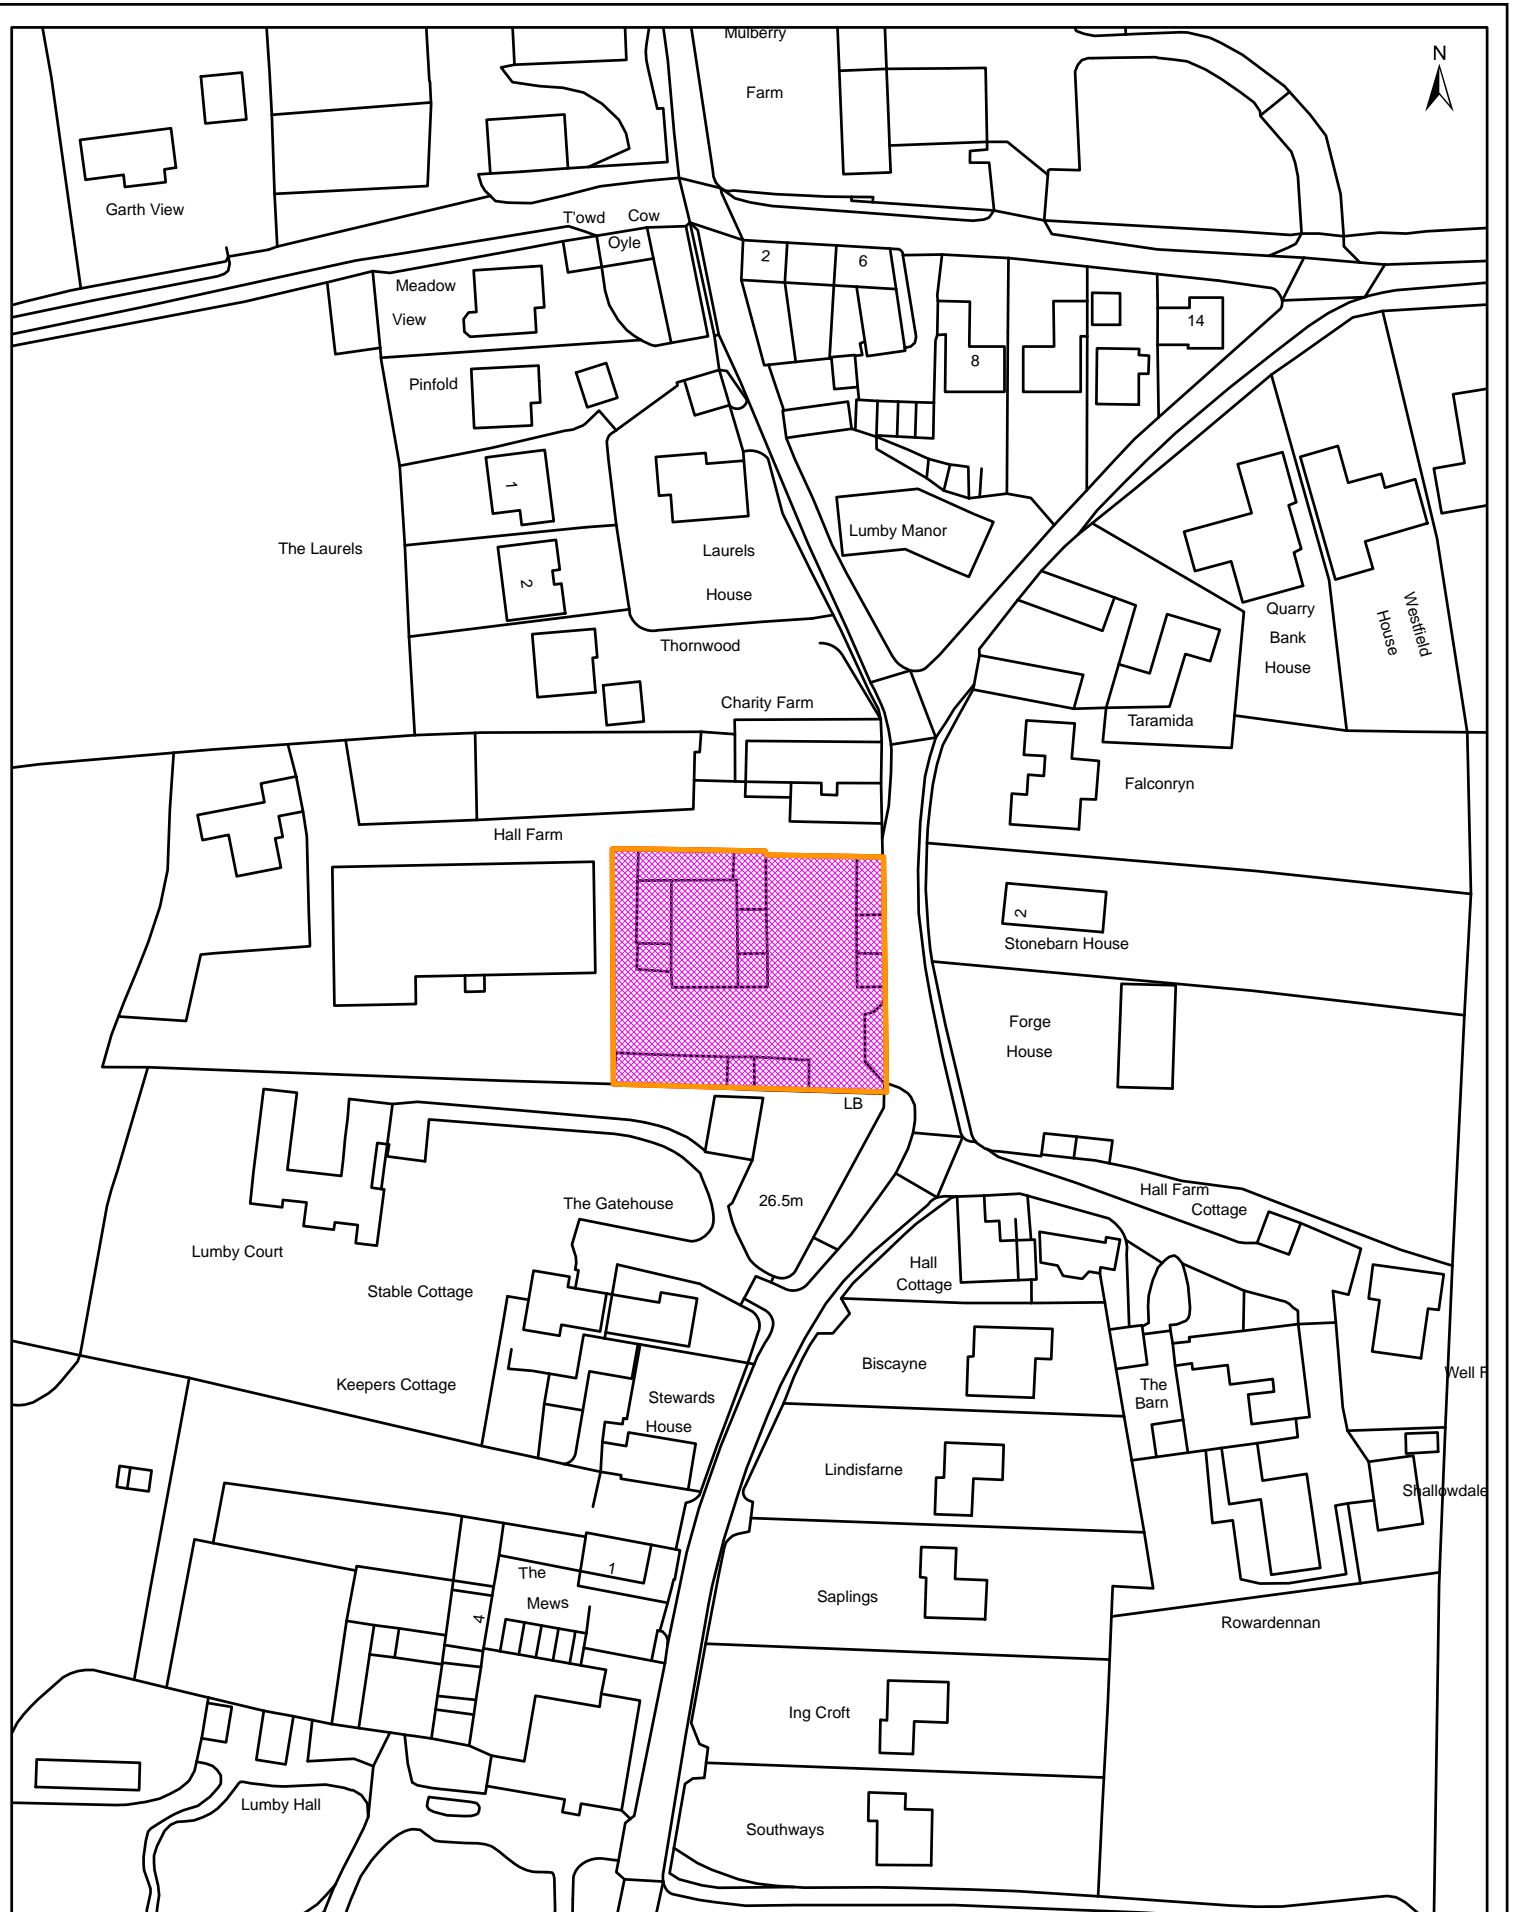 Mulberry
Farm
N
Garth View
T'owd Cow
Oyle
Meadow
View
2
6
8
14
Pinfold
1
2
The Laurels
Laurels
House
Lumby Manor
Quarry
Bank
House
Westfield
House
Thornwood
Charity Farm
Taramida
Falconryn
Hall Farm
2
Stonebarn House
Forge
House
LB
Hall Farm
Cottage
The Gatehouse
26.5m
Lumby Court
Stable Cottage
Hall
Cottage
Biscayne
Keepers Cottage
Stewards
House
The
Barn
Well F
Lindisfarne
Shallowdale
The
Mews
1
4
Saplings
Rowardennan
Ing Croft
Lumby Hall
Southways